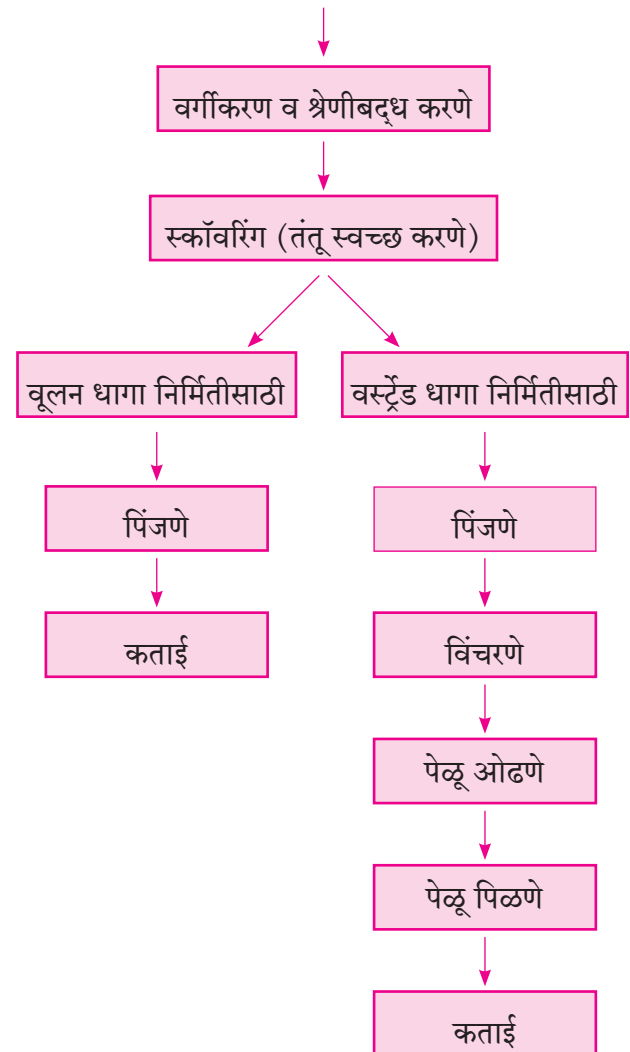 वर्गीकरण व श्रेणीबद्ध करणे
स्कॉवरिंग (तंतू स्वच्छ करणे)
वूलन धागा निर्मितीसाठी
वर्स्ट्रेड धागा निर्मितीसाठी
पिंजणे
पिंजणे
कताई
विंचरणे
पेळू ओढणे
पेळू पिळणे
कताई